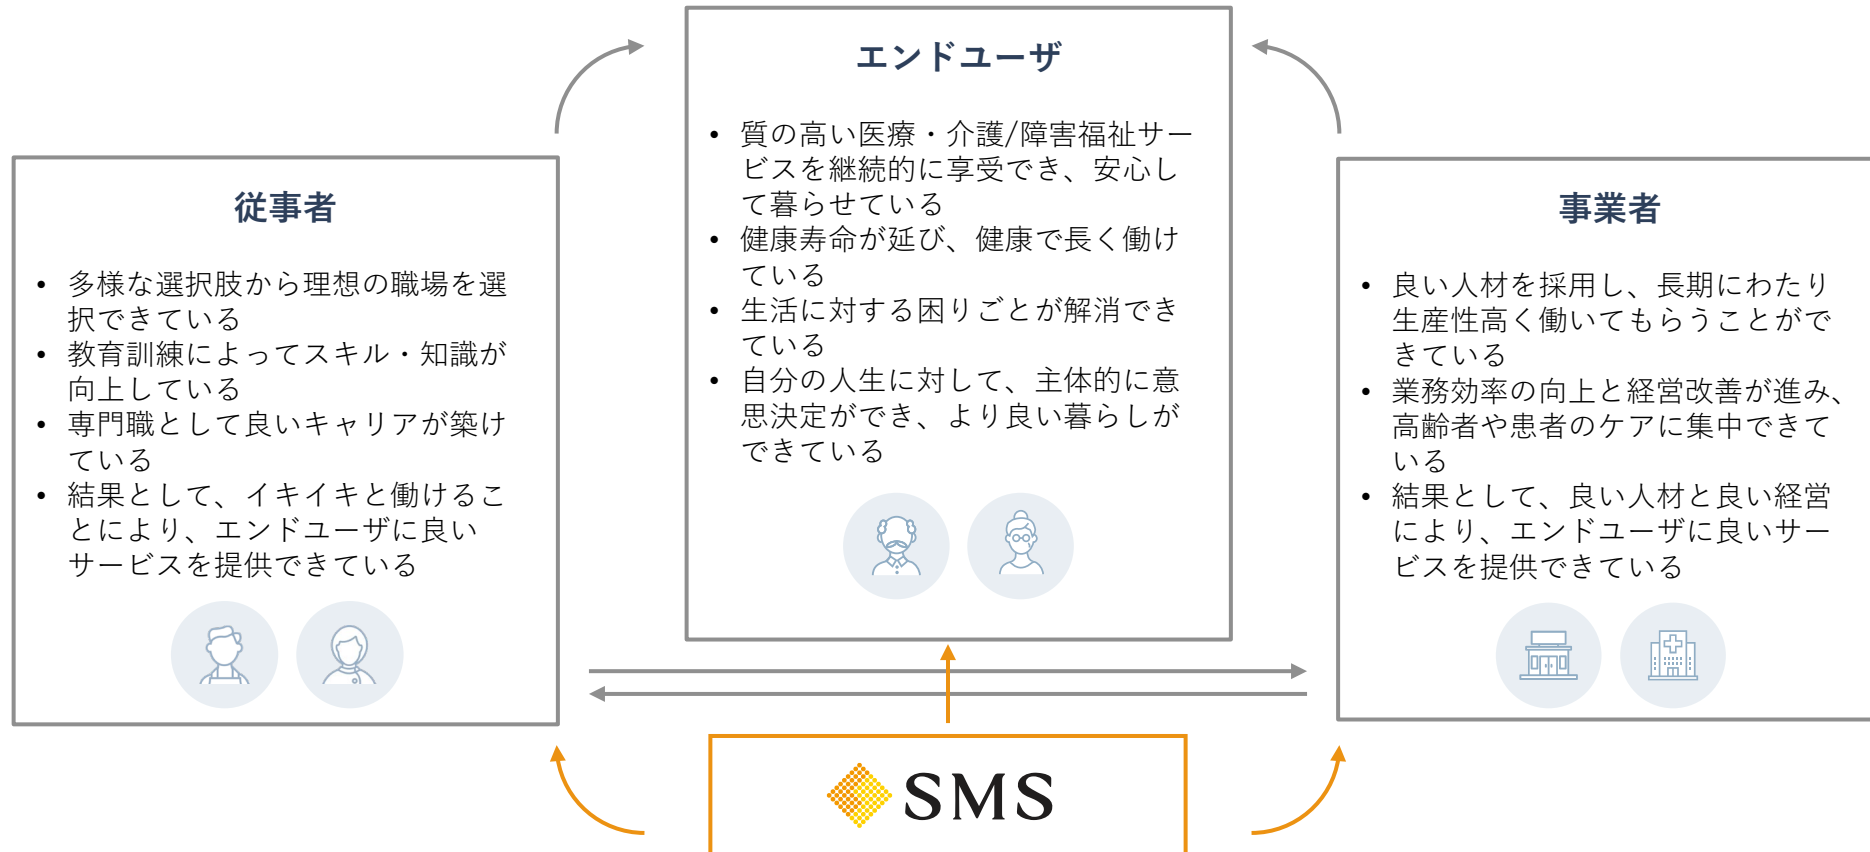 エンドユーザ
• 質の高い医療・介護/障害福祉サー
ビスを継続的に享受でき、安心し
て暮らせている
• 健康寿命が延び、健康で長く働け
ている
• 生活に対する困りごとが解消でき
ている
• 自分の人生に対して、主体的に意
思決定ができ、より良い暮らしが
できている
従事者
• 多様な選択肢から理想の職場を選
択できている
• 教育訓練によってスキル・知識が
向上している
• 専門職として良いキャリアが築け
ている
• 結果として、イキイキと働けるこ
とにより、エンドユーザに良い
サービスを提供できている
事業者
• 良い人材を採用し、長期にわたり
生産性高く働いてもらうことがで
きている
• 業務効率の向上と経営改善が進み、
高齢者や患者のケアに集中できて
いる
• 結果として、良い人材と良い経営
により、エンドユーザに良いサー
ビスを提供できている
SMS